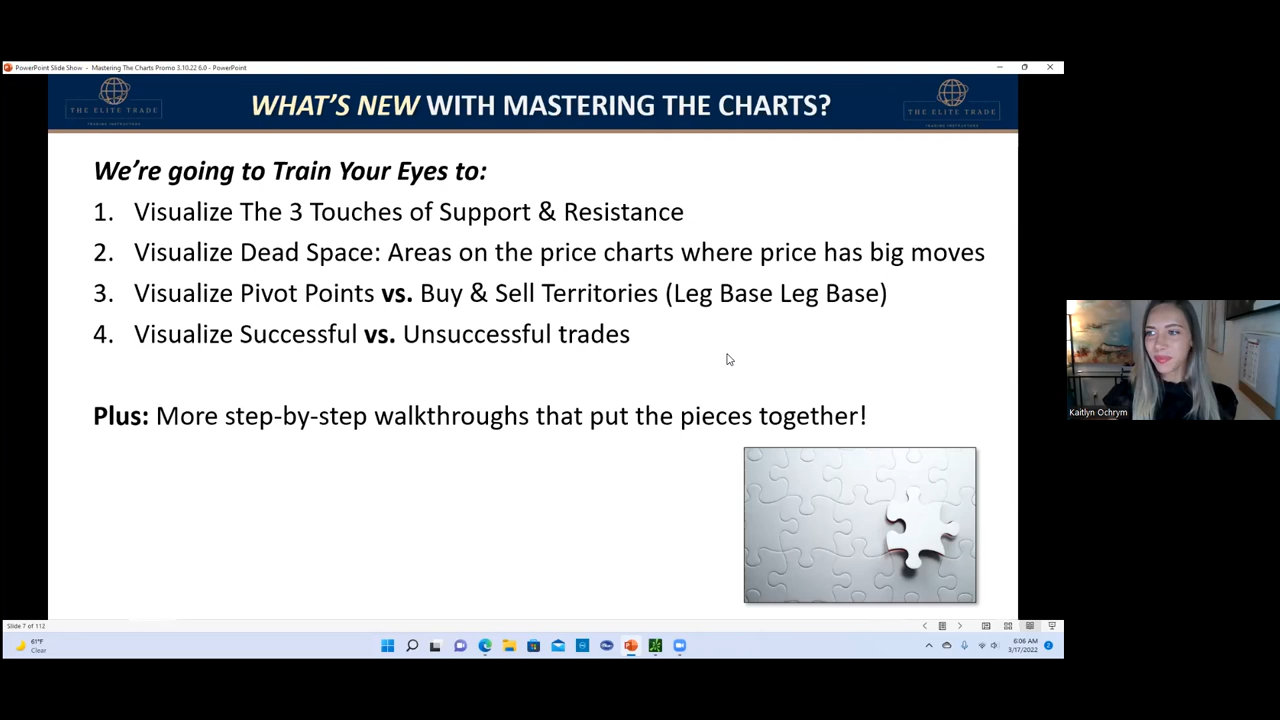 PowerPoint Slide Show - Mastering The Charts Promo 3.10.22 6.0 - PowerPoint
THE ELITE TRADE
TRADING INSTRUCTORS
WHAT'S NEW WITH MASTERING THE CHARTS?
THE ELITE TRADE
TRADING INSTRUCTORS
We're going to Train Your Eyes to:
1. Visualize The 3 Touches of Support & Resistance
2. Visualize Dead Space: Areas on the price charts where price has big moves
3. Visualize Pivot Points vs. Buy & Sell Territories (Leg Base Leg Base)
4. Visualize Successful vs. Unsuccessful trades
Plus: More step-by-step walkthroughs that put the pieces together!
Kaitlyn Ochrym
Slide 7 of 112
61°F
Clear
6:06 AM
3/17/2022
2